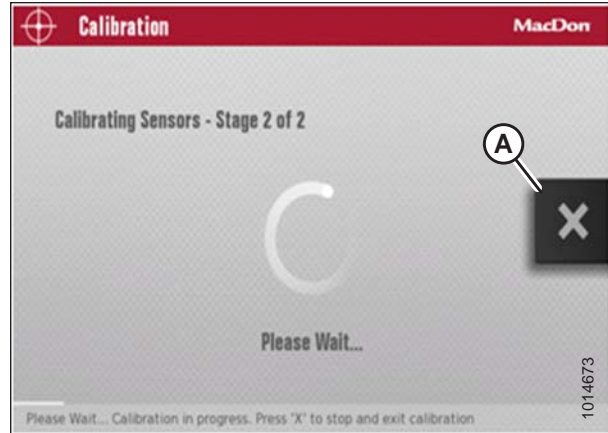 Calibration
MacDon
Calibrating Sensors - Stage 2 of 2
A
X
Please Wait...
Please Wait... Calibration in progress. Press 'X' to stop and exit calibration
1014673